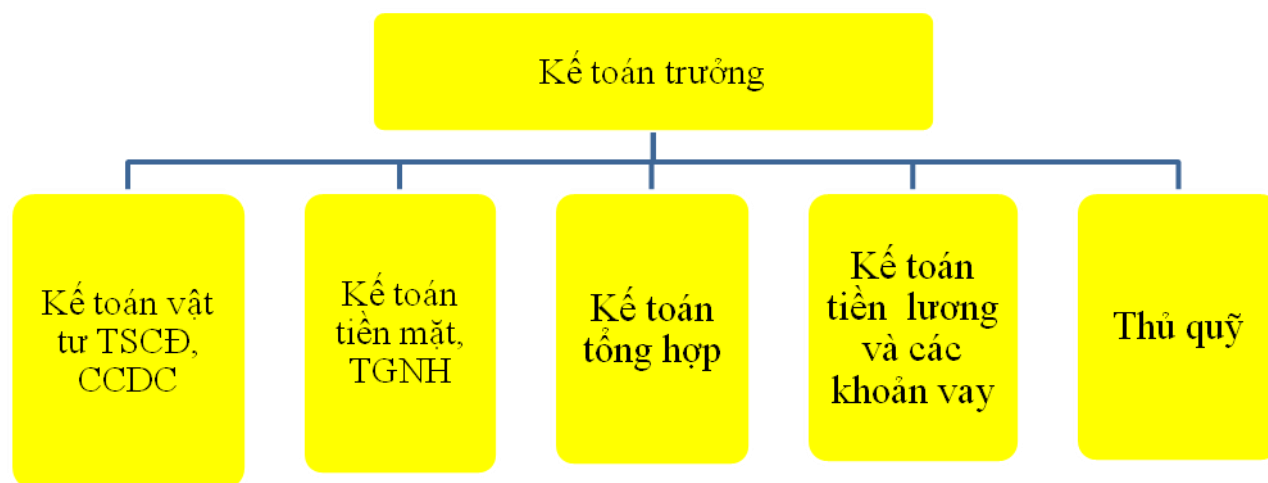 Kế toán trưởng
Kế toán vật
tư TSCĐ,
CCDC
Kế toán
tiền mặt,
TGNH
Kế toán
tổng hợp
Kế toán
tiền lương
và các
khoản vay
Thủ quỹ